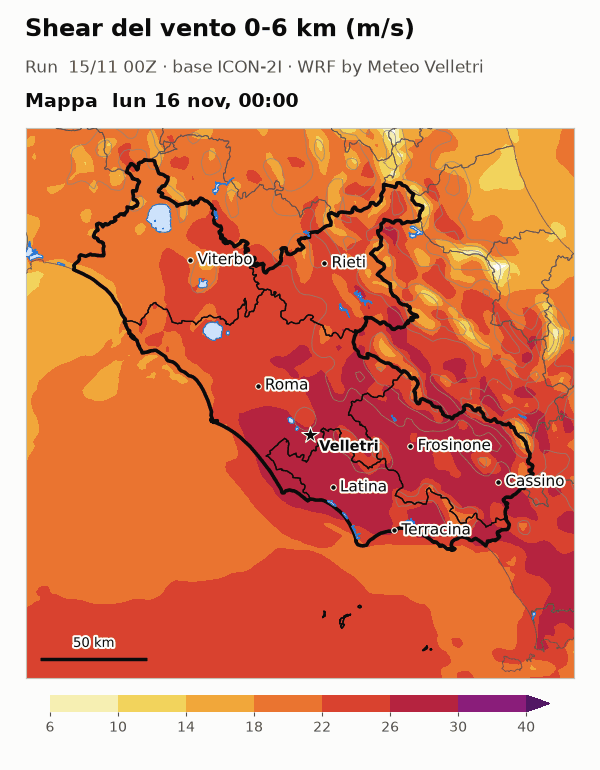 Shear del vento 0-6 km (m/s)
Run  15/11 00Z · base ICON-2I · WRF by Meteo Velletri
Mappa  lun 16 nov, 00:00
Viterbo
Rieti
Roma
Velletri
Frosinone
Latina
Cassino
Terracina
50 km
6 10 14 18 22 26 30 40